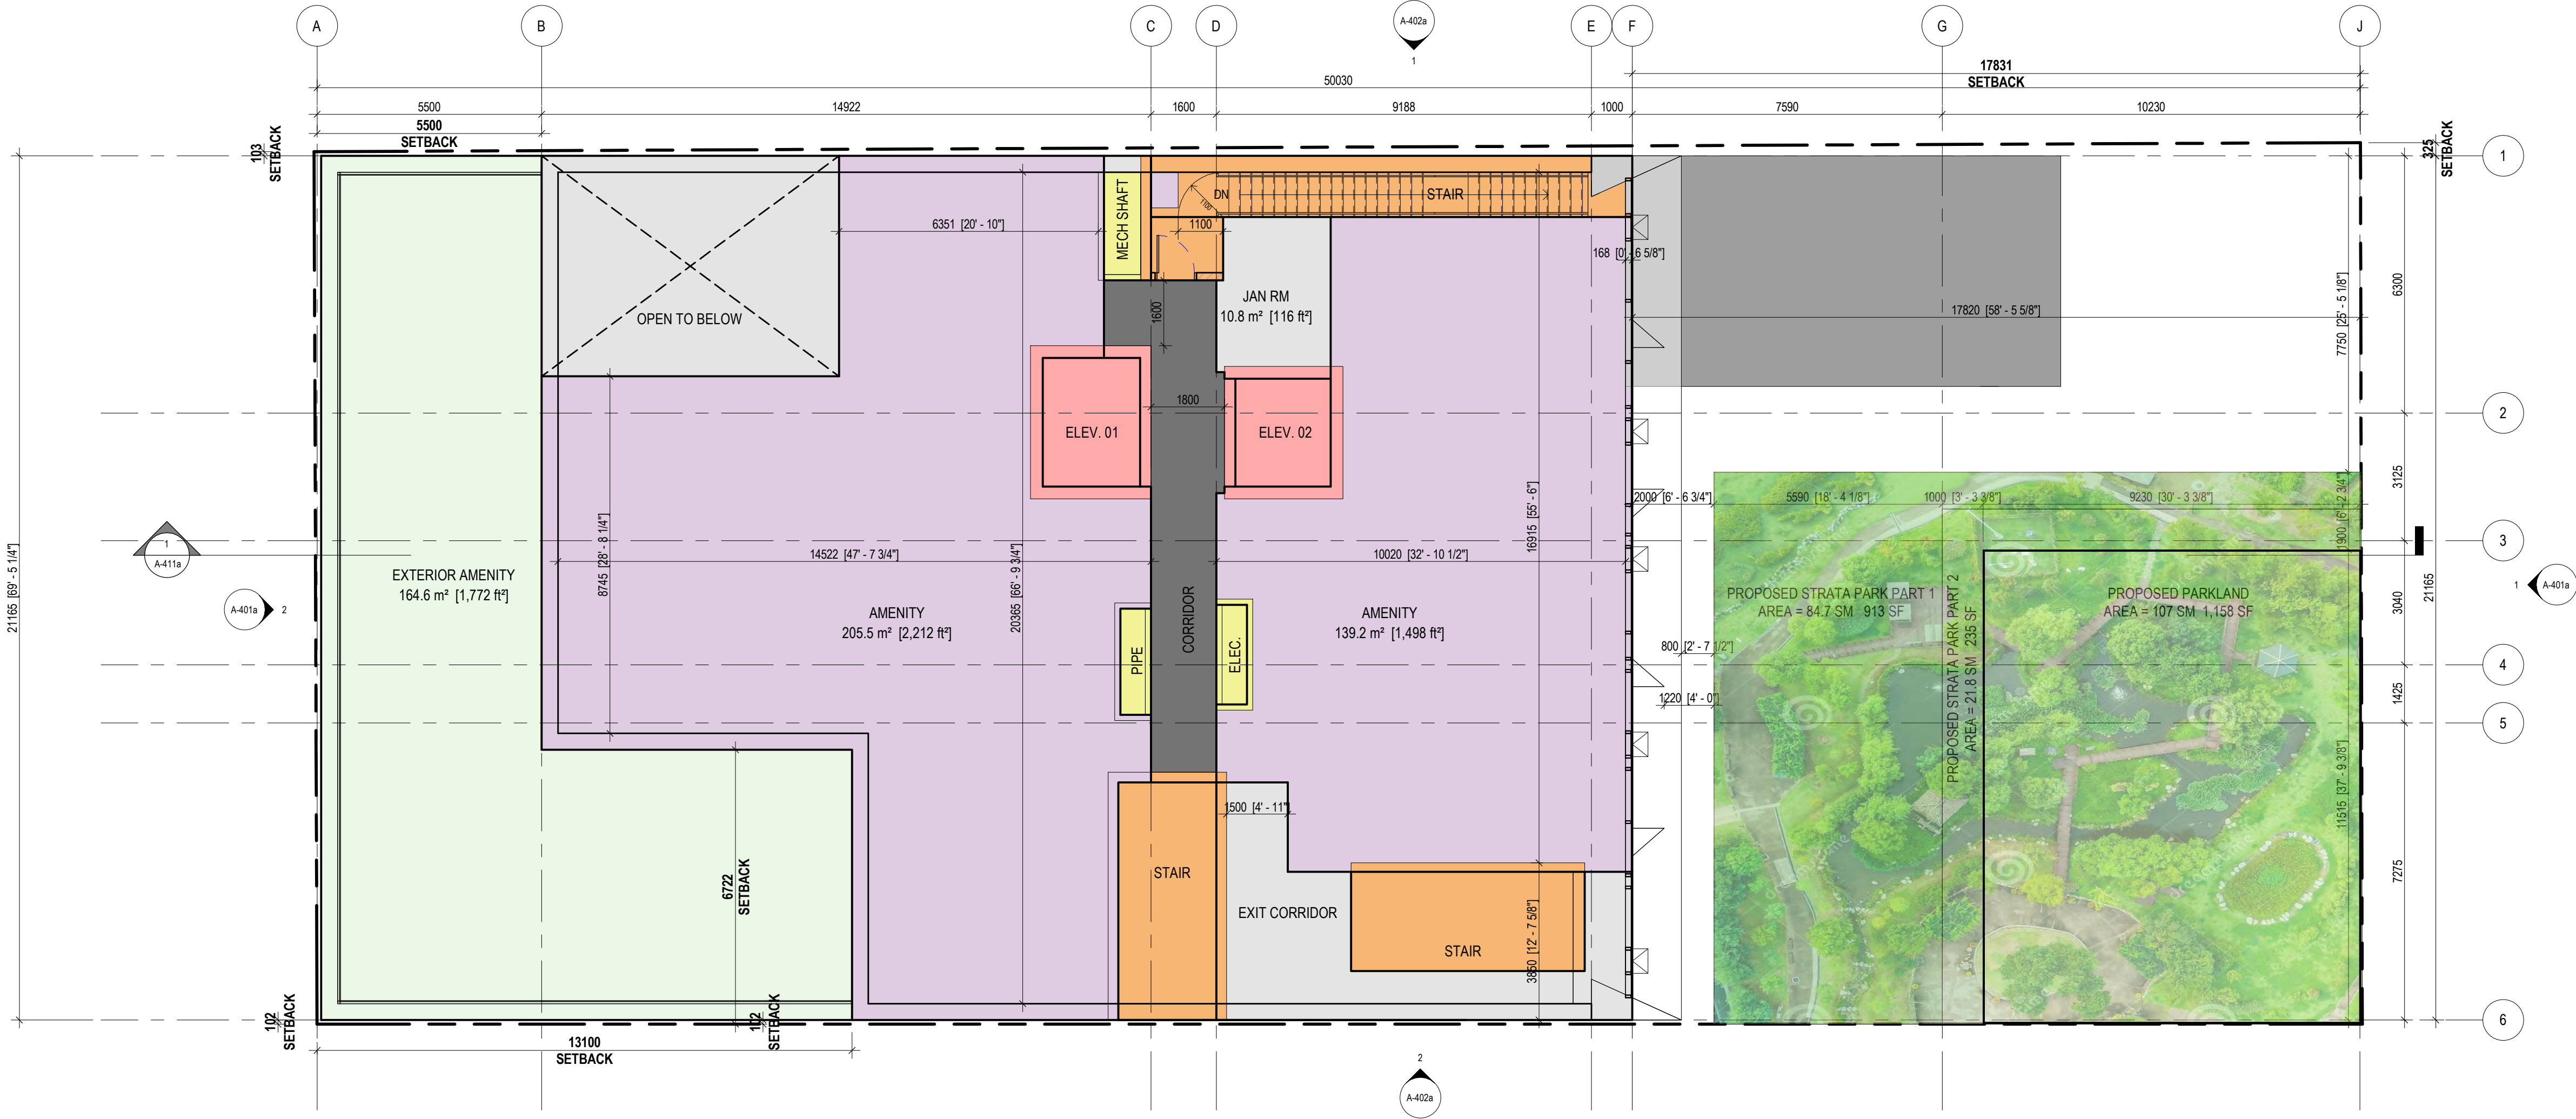 A
B
C
D
E
F
G
J
A-402a
1
17831
SETBACK
50030
5500
14922
1600
9188
1000
7590
10230
5500
SETBACK
103
SETBACK
325
SETBACK
1
2
3
4
5
6
21165 [69' - 5 1/4"]
MECH SHAFT
DN
1100
STAIR
6351 [20' - 10"]
1100
168 [0' - 6 5/8"]
OPEN TO BELOW
1600
JAN RM
10.8 m² [116 ft²]
17820 [58' - 5 5/8"]
7750 [25' - 5 1/8"]
6300
1800
ELEV. 01
ELEV. 02
3125
2000 [6' - 6 3/4"]
5590 [18' - 4 1/8"]
1000 [3' - 3 3/8"]
9230 [30' - 3 3/8"]
1900 [6' - 2 3/4"]
16915 [55' - 6"]
1
A-411a
14522 [47' - 7 3/4"]
10020 [32' - 10 1/2"]
8745 [28' - 8 1/4"]
20365 [66' - 9 3/4"]
EXTERIOR AMENITY
164.6 m² [1,772 ft²]
A-401a
2
AMENITY
205.5 m² [2,212 ft²]
CORRIDOR
AMENITY
139.2 m² [1,498 ft²]
PIPE
ELEC.
PROPOSED STRATA PARK PART 1
AREA = 84.7 SM 913 SF
PROPOSED STRATA PARK PART 2
AREA = 21.8 SM 235 SF
PROPOSED PARKLAND
AREA = 107 SM 1,158 SF
3040
21165
1
A-401a
800 [2' - 7 1/2"]
1220 [4' - 0"]
1425
11515 [37' - 9 3/8"]
7275
1500 [4' - 11"]
6722
SETBACK
STAIR
EXIT CORRIDOR
STAIR
3850 [12' - 7 5/8"]
102
SETBACK
102
SETBACK
13100
SETBACK
2
A-402a